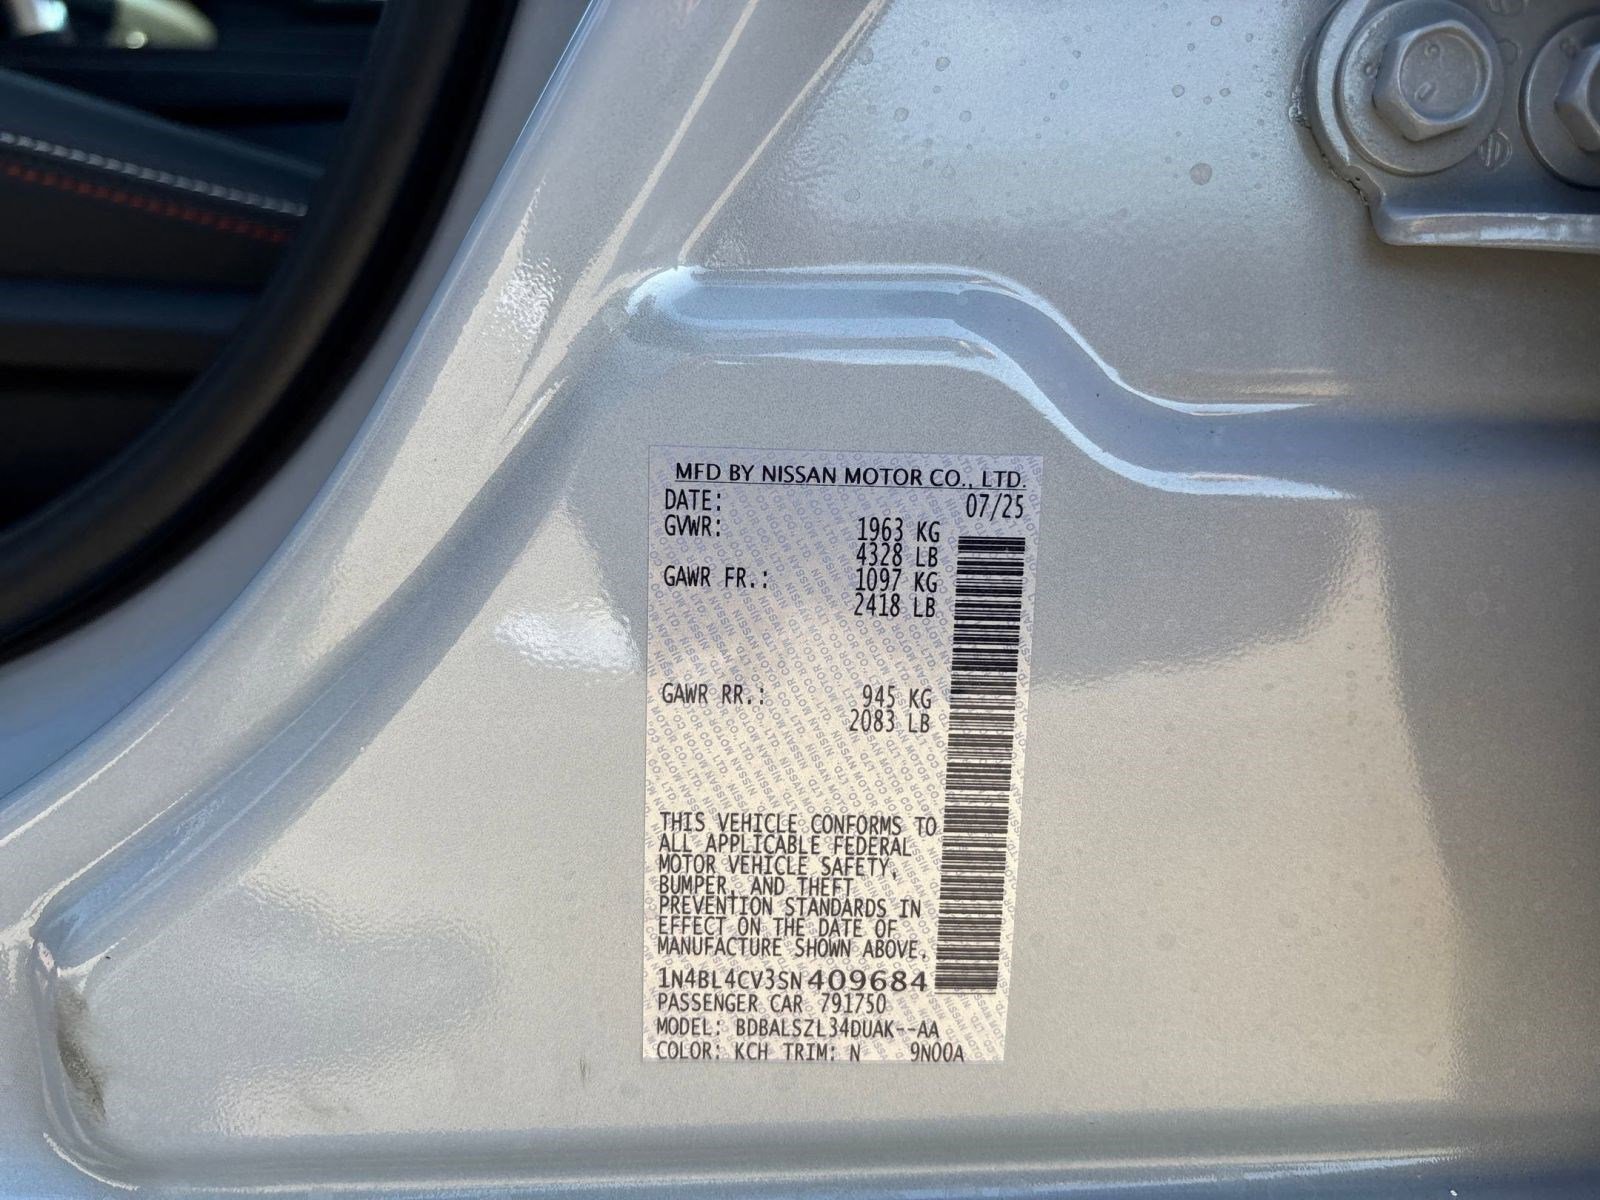 MFD BY NISSAN MOTOR CO., LTD.
DATE: 07/25
GVWR: 1963 KG
4328 LB
GAWR FR.: 1097 KG
2418 LB
GAWR RR.: 945 KG
2083 LB
THIS VEHICLE CONFORMS TO
ALL APPLICABLE FEDERAL
MOTOR VEHICLE SAFETY,
BUMPER, AND THEFT
PREVENTION STANDARDS IN
EFFECT ON THE DATE OF
MANUFACTURE SHOWN ABOVE.
1N4BL4CV3SN409684
PASSENGER CAR 791750
MODEL: BDBALSZL34DUAK--AA
COLOR: KCH TRIM: N 9N00A